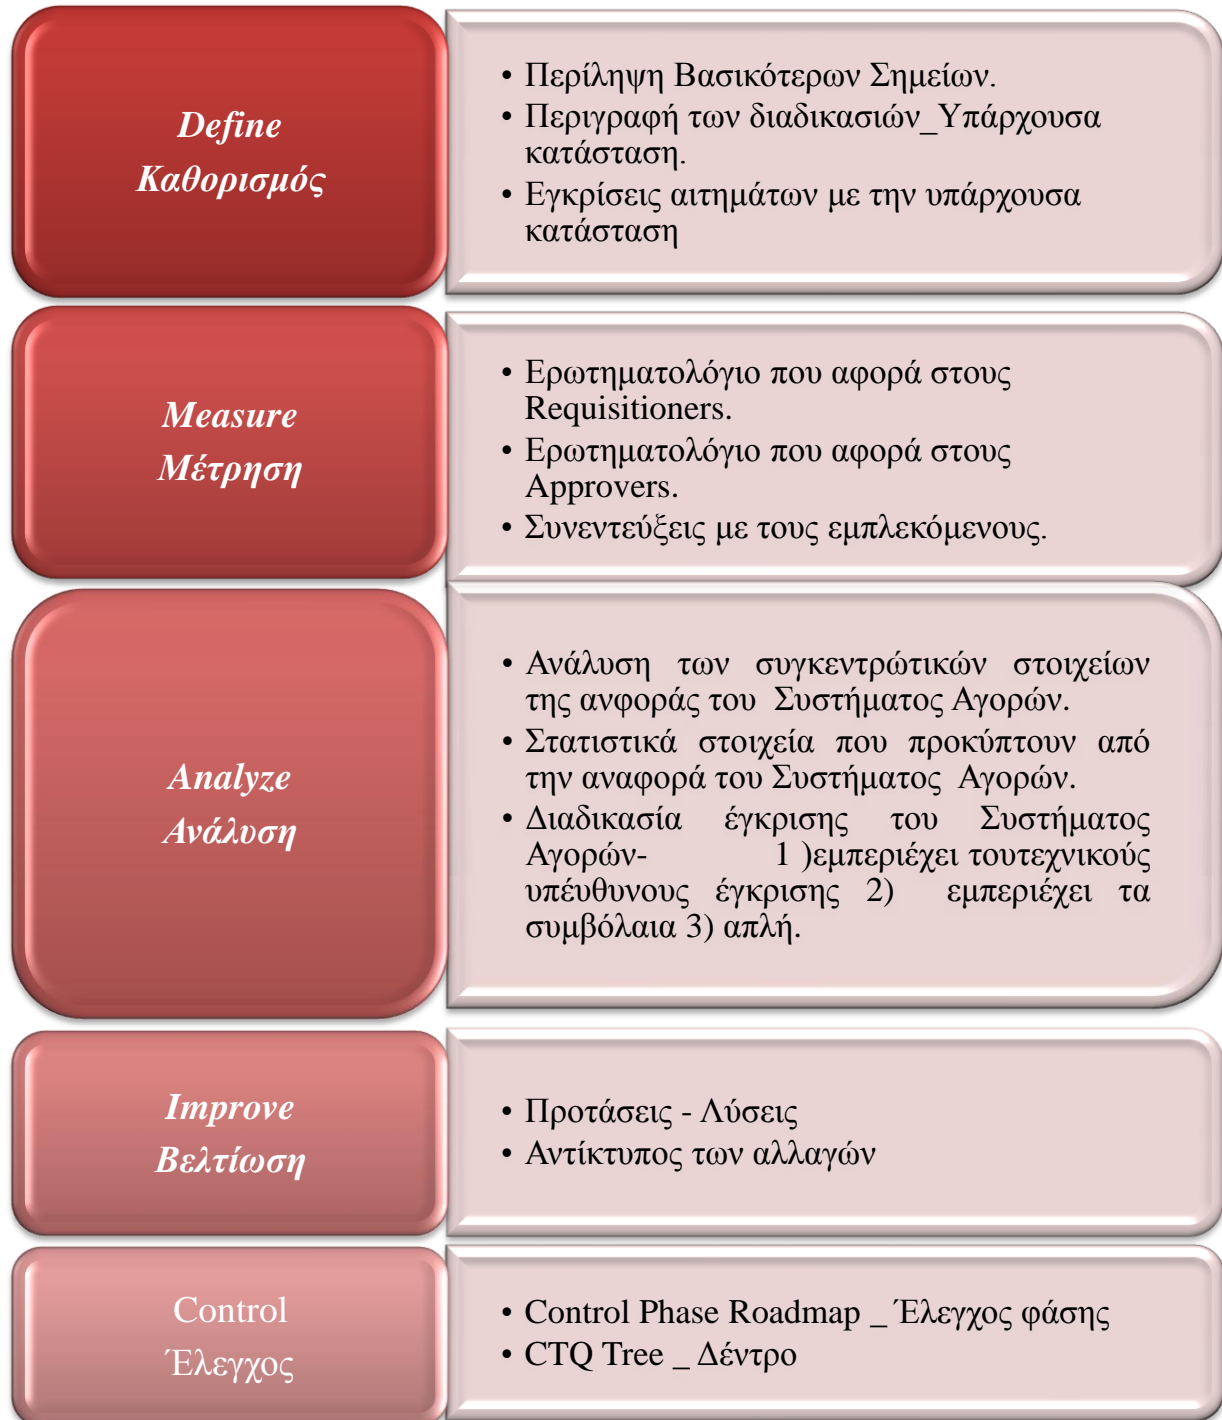 Define
Καθορισμός
• Περίληψη Βασικότερων Σημείων.
• Περιγραφή των διαδικασιών_Υπάρχουσα
κατάσταση.
• Εγκρίσεις αιτημάτων με την υπάρχουσα
κατάσταση
Measure
Μέτρηση
• Ερωτηματολόγιο που αφορά στους
Requisitioners.
• Ερωτηματολόγιο που αφορά στους
Approvers.
• Συνεντεύξεις με τους εμπλεκόμενους.
Analyze
Ανάλυση
• Ανάλυση των συγκεντρώτικών στοιχείων
της ανφοράς του Συστήματος Αγορών.
• Στατιστικά στοιχεία που προκύπτουν από
την αναφορά του Συστήματος Αγορών.
• Διαδικασία έγκρισης του Συστήματος
Αγορών- 1 )εμπεριέχει τουτεχνικούς
υπέυθυνους έγκρισης 2) εμπεριέχει τα
συμβόλαια 3) απλή.
Improve
Βελτίωση
• Προτάσεις - Λύσεις
• Αντίκτυπος των αλλαγών
Control
Έλεγχος
• Control Phase Roadmap _ Έλεγχος φάσης
• CTQ Tree _ Δέντρο